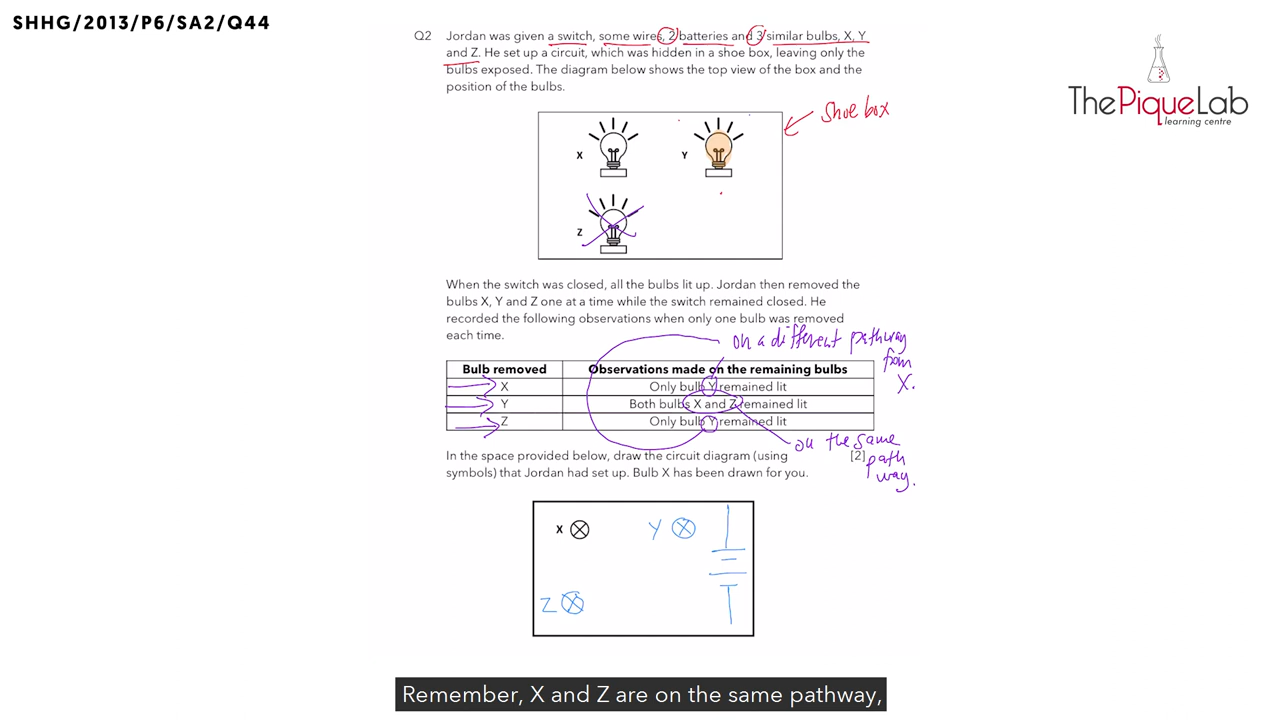 SHHG/2013/P6/SA2/Q44
Q2 Jordan was given a switch, some wires, 2 batteries and 3 similar bulbs, X, Y
and Z. He set up a circuit, which was hidden in a shoe box, leaving only the
bulbs exposed. The diagram below shows the top view of the box and the
position of the bulbs.
ThePiqueLab
learning centre
Shoe box
X
Y
Z
When the switch was closed, all the bulbs lit up. Jordan then removed the
bulbs X, Y and Z one at a time while the switch remained closed. He
recorded the following observations when only one bulb was removed
each time.
on a different pathway
from
X.
Bulb removed Observations made on the remaining bulbs
X Only bulb Y remained lit
Y Both bulbs X and Z remained lit
Z Only bulb Y remained lit
on the same
path
way.
In the space provided below, draw the circuit diagram (using [2]
symbols) that Jordan had set up. Bulb X has been drawn for you.
X
Y
Z
Remember, X and Z are on the same pathway,